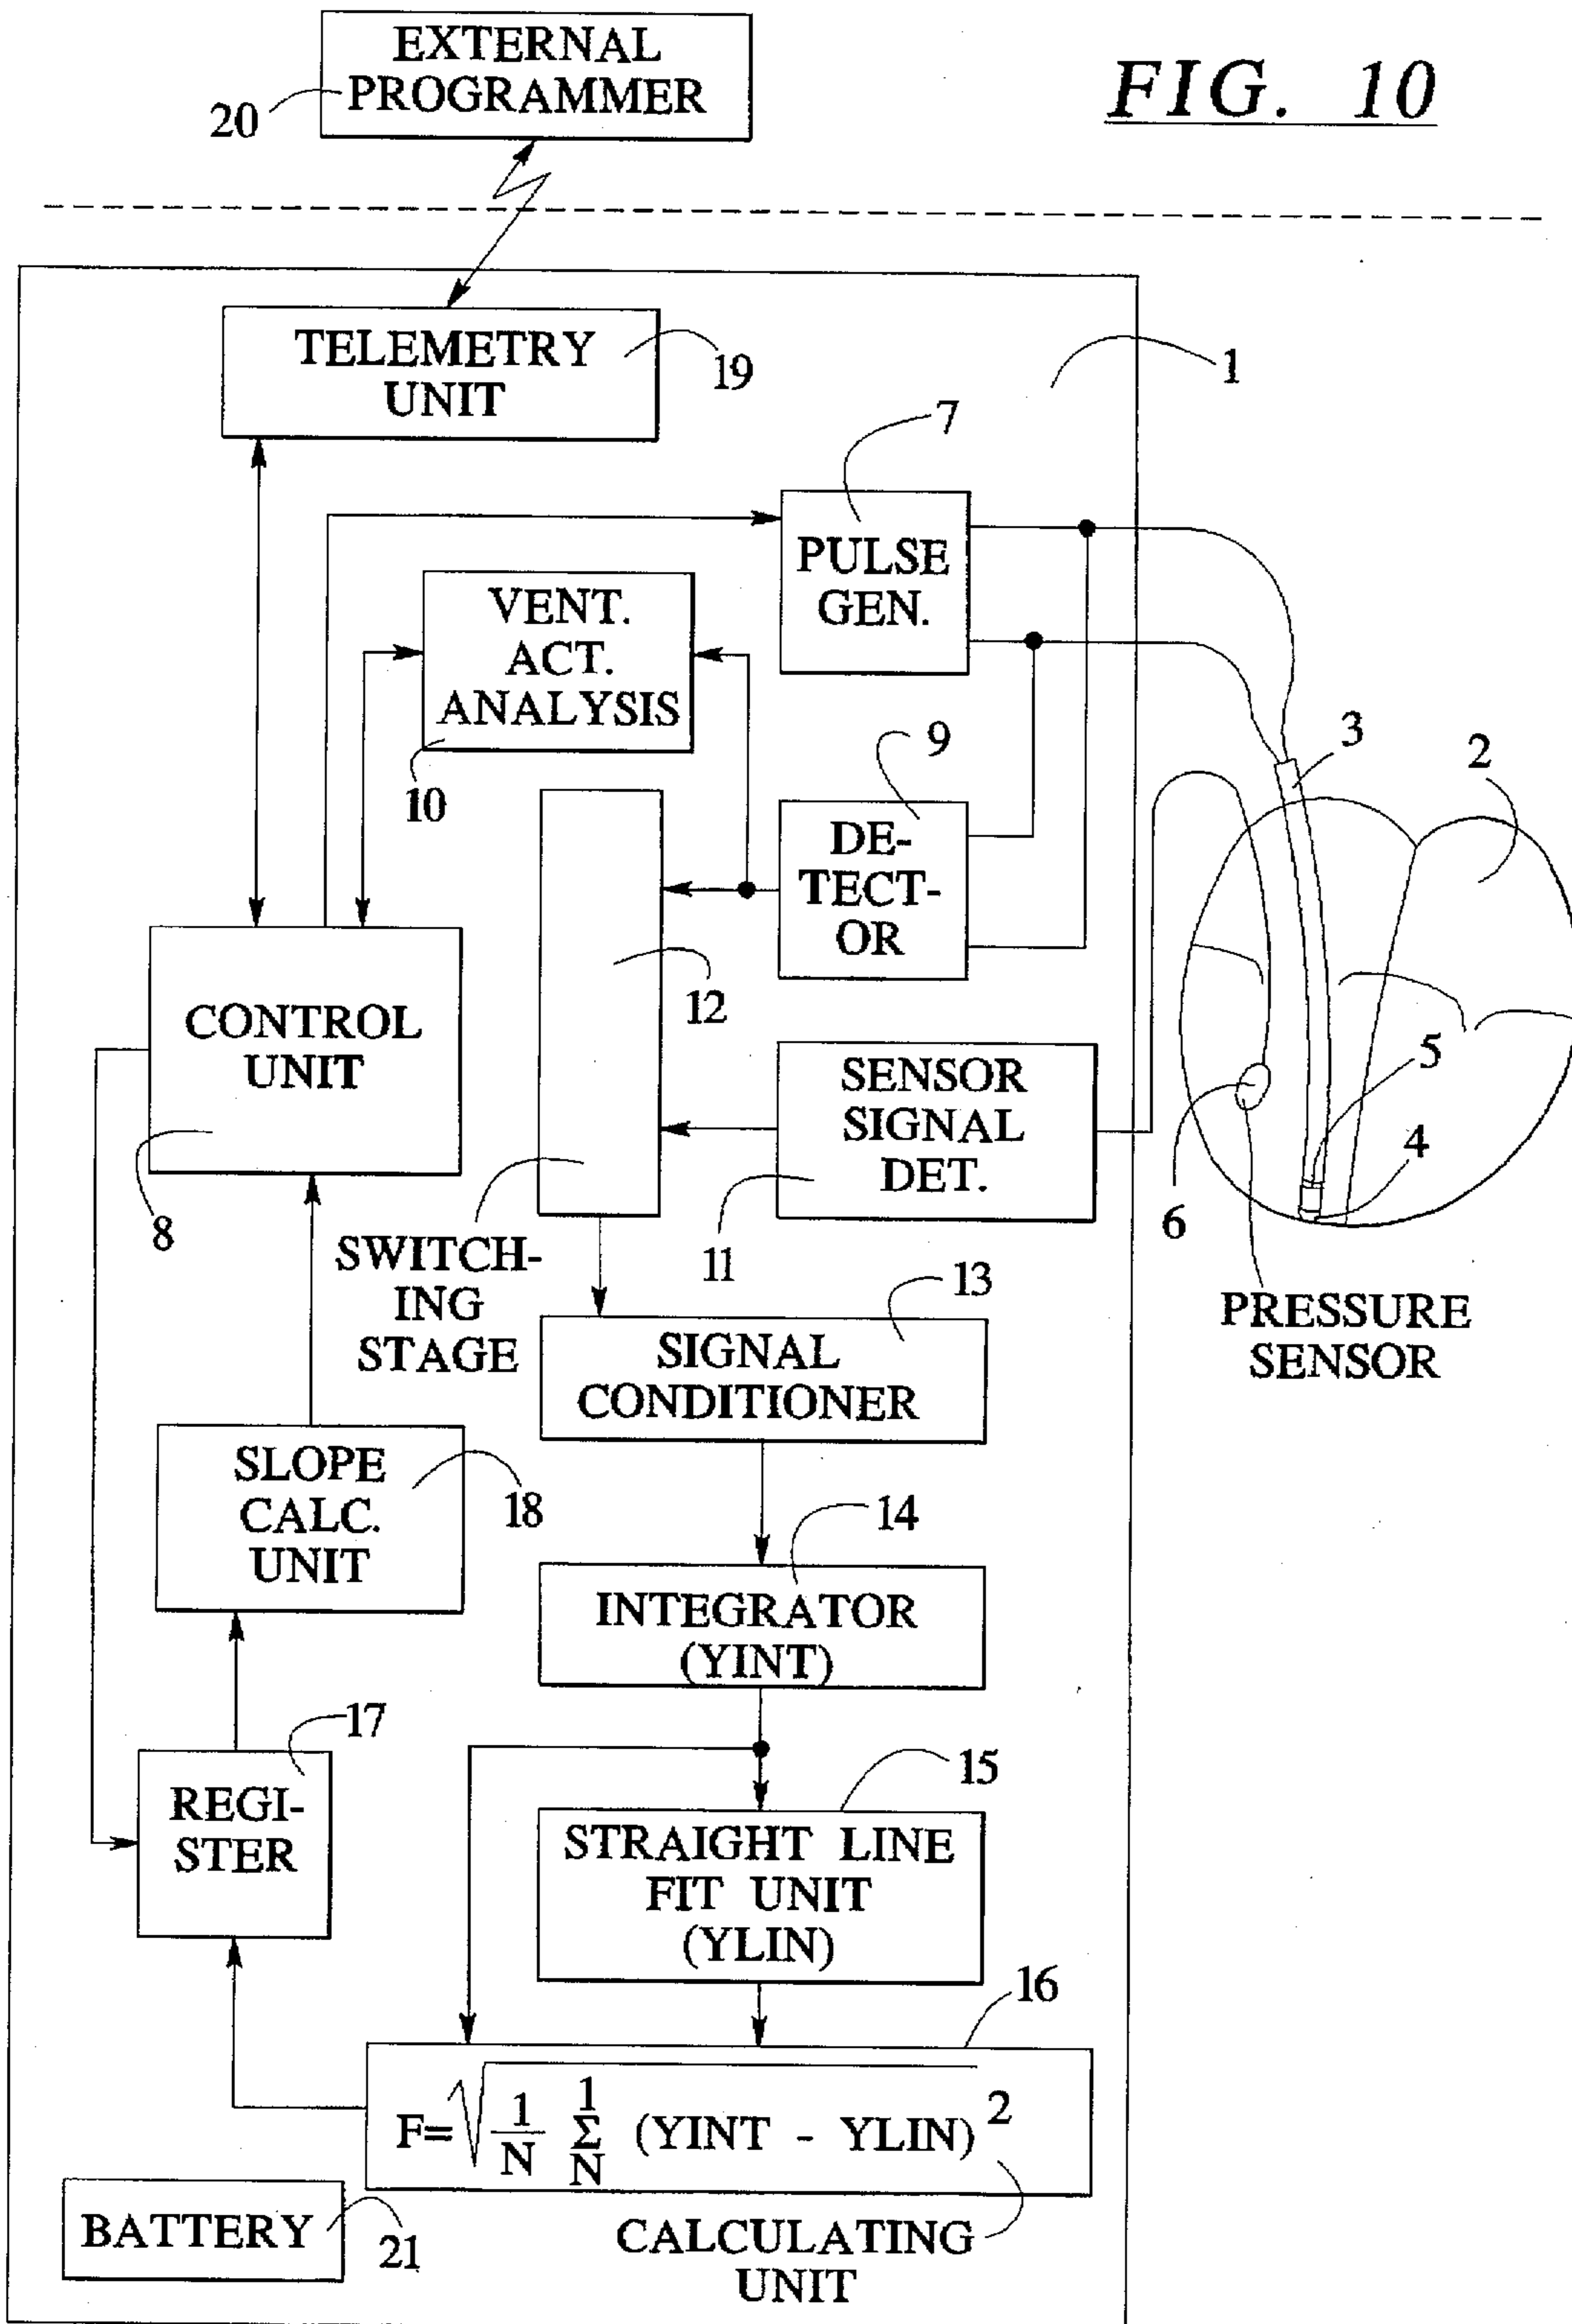 EXTERNAL
PROGRAMMER
20
FIG. 10
TELEMETRY
UNIT
19
1
7
PULSE
GEN.
VENT.
ACT.
ANALYSIS
10
9
DE-
TECT-
OR
3
2
12
CONTROL
UNIT
8
SENSOR
SIGNAL
DET.
11
5
4
6
PRESSURE
SENSOR
SWITCH-
ING
STAGE
13
SIGNAL
CONDITIONER
SLOPE
CALC.
UNIT
18
14
INTEGRATOR
(YINT)
17
REGI-
STER
15
STRAIGHT LINE
FIT UNIT
(YLIN)
16
F=√ 1/N 1 Σ N (YINT - YLIN) 2
CALCULATING
UNIT
BATTERY
21